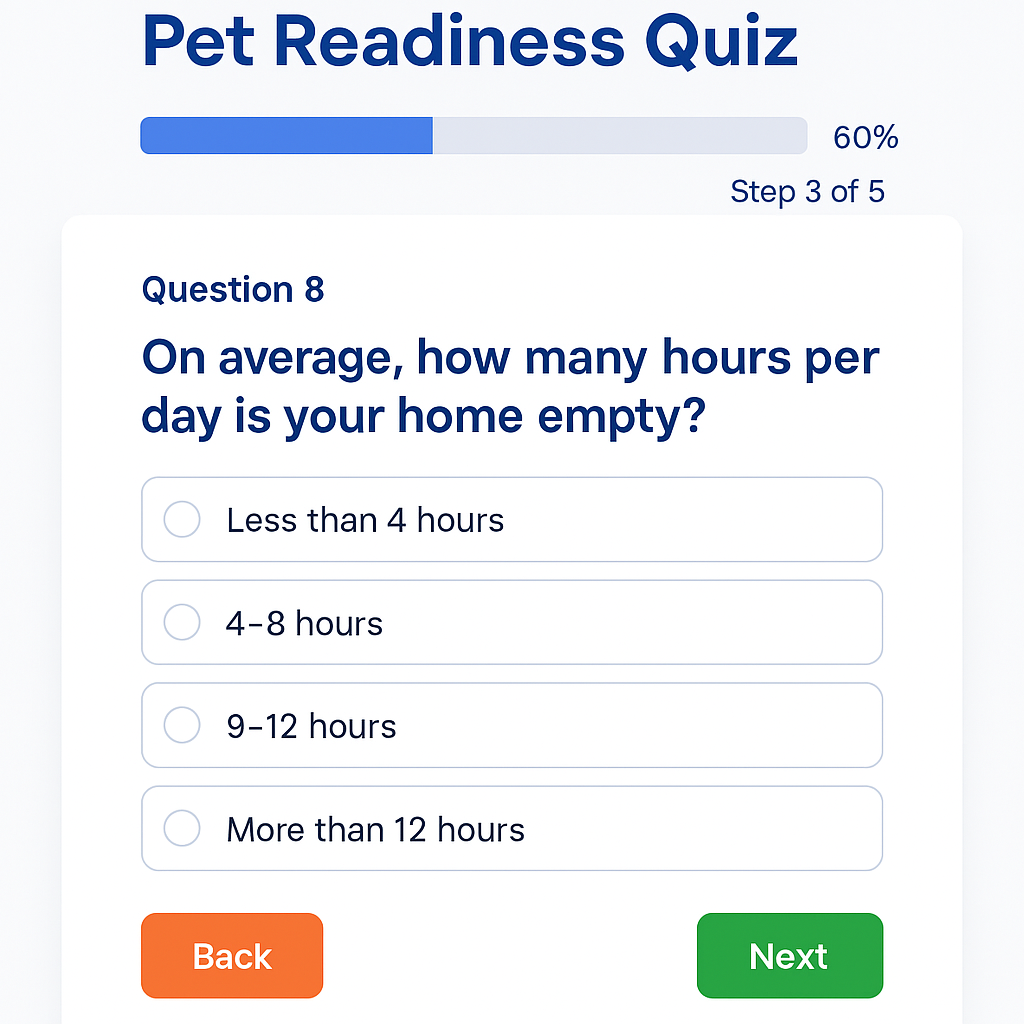 Pet Readiness Quiz
60%
Step 3 of 5
Question 8
On average, how many hours per
day is your home empty?
Less than 4 hours
4–8 hours
9–12 hours
More than 12 hours
Back
Next